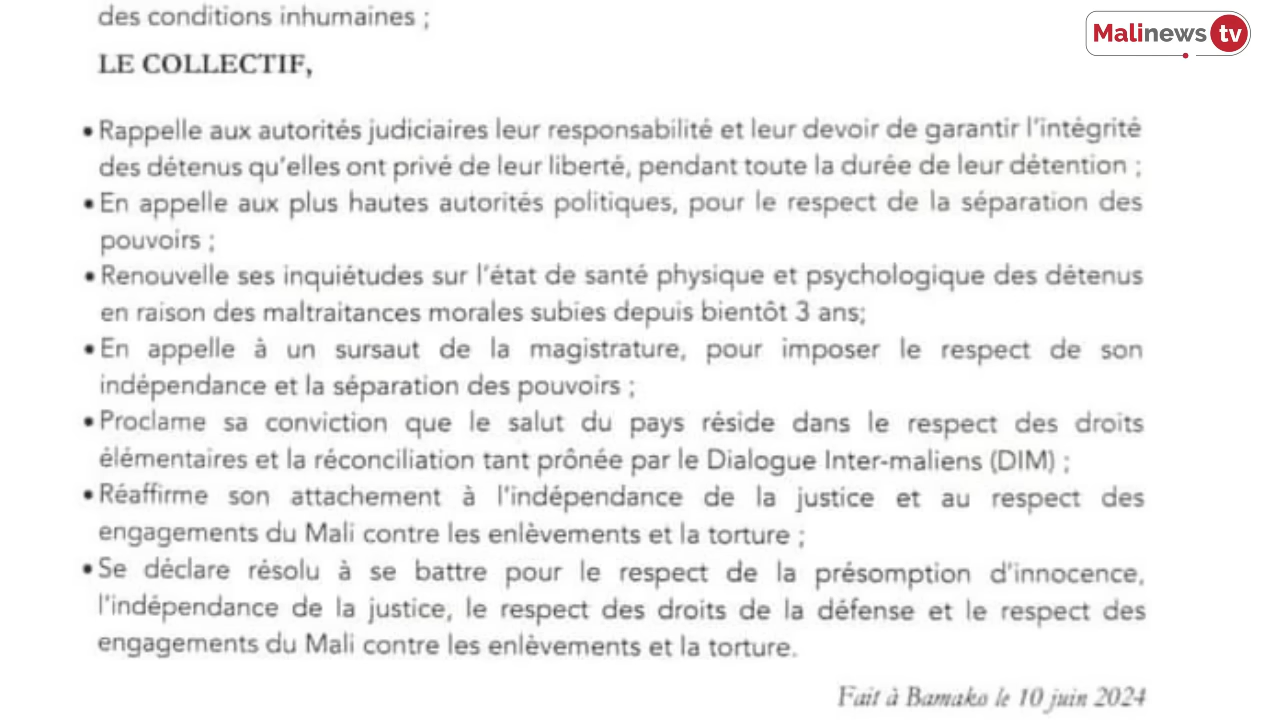 des conditions inhumaines ;
Malinews tv
LE COLLECTIF,
• Rappelle aux autorités judiciaires leur responsabilité et leur devoir de garantir l'intégrité
des détenus qu'elles ont privé de leur liberté, pendant toute la durée de leur détention ;
• En appelle aux plus hautes autorités politiques, pour le respect de la séparation des
pouvoirs ;
• Renouvelle ses inquiétudes sur l'état de santé physique et psychologique des détenus
en raison des maltraitances morales subies depuis bientôt 3 ans;
• En appelle à un sursaut de la magistrature, pour imposer le respect de son
indépendance et la séparation des pouvoirs ;
• Proclame sa conviction que le salut du pays réside dans le respect des droits
élémentaires et la réconciliation tant prônée par le Dialogue Inter-maliens (DIM) ;
• Réaffirme son attachement à l'indépendance de la justice et au respect des
engagements du Mali contre les enlèvements et la torture ;
• Se déclare résolu à se battre pour le respect de la présomption d'innocence,
l'indépendance de la justice, le respect des droits de la défense et le respect des
engagements du Mali contre les enlèvements et la torture.
Fait à Bamako le 10 juin 2024